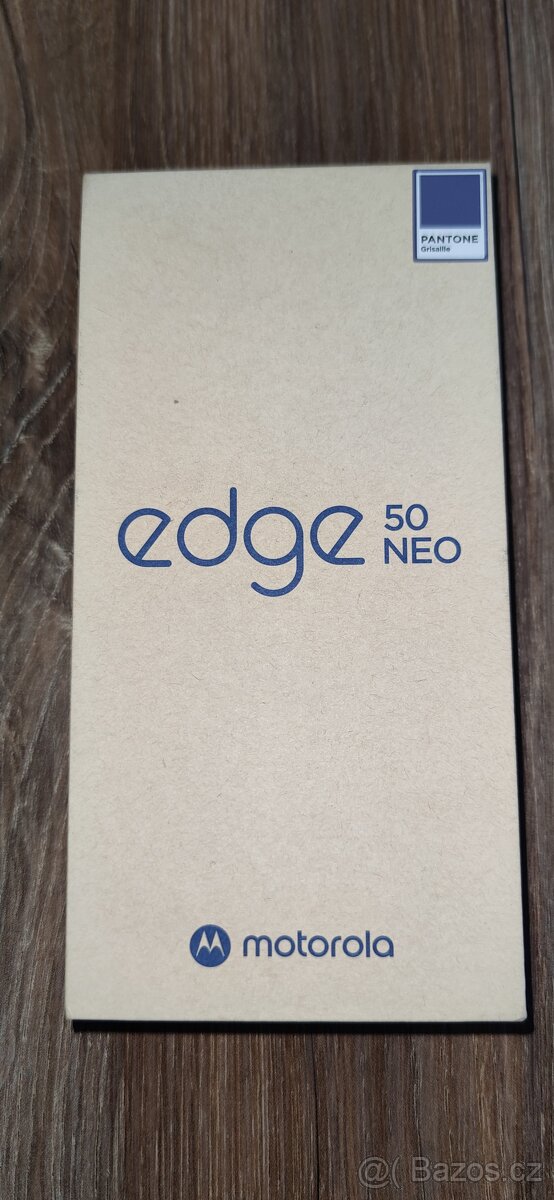 PANTONE
Grisaille
edge 50 NEO
motorola
@( Bazos.cz